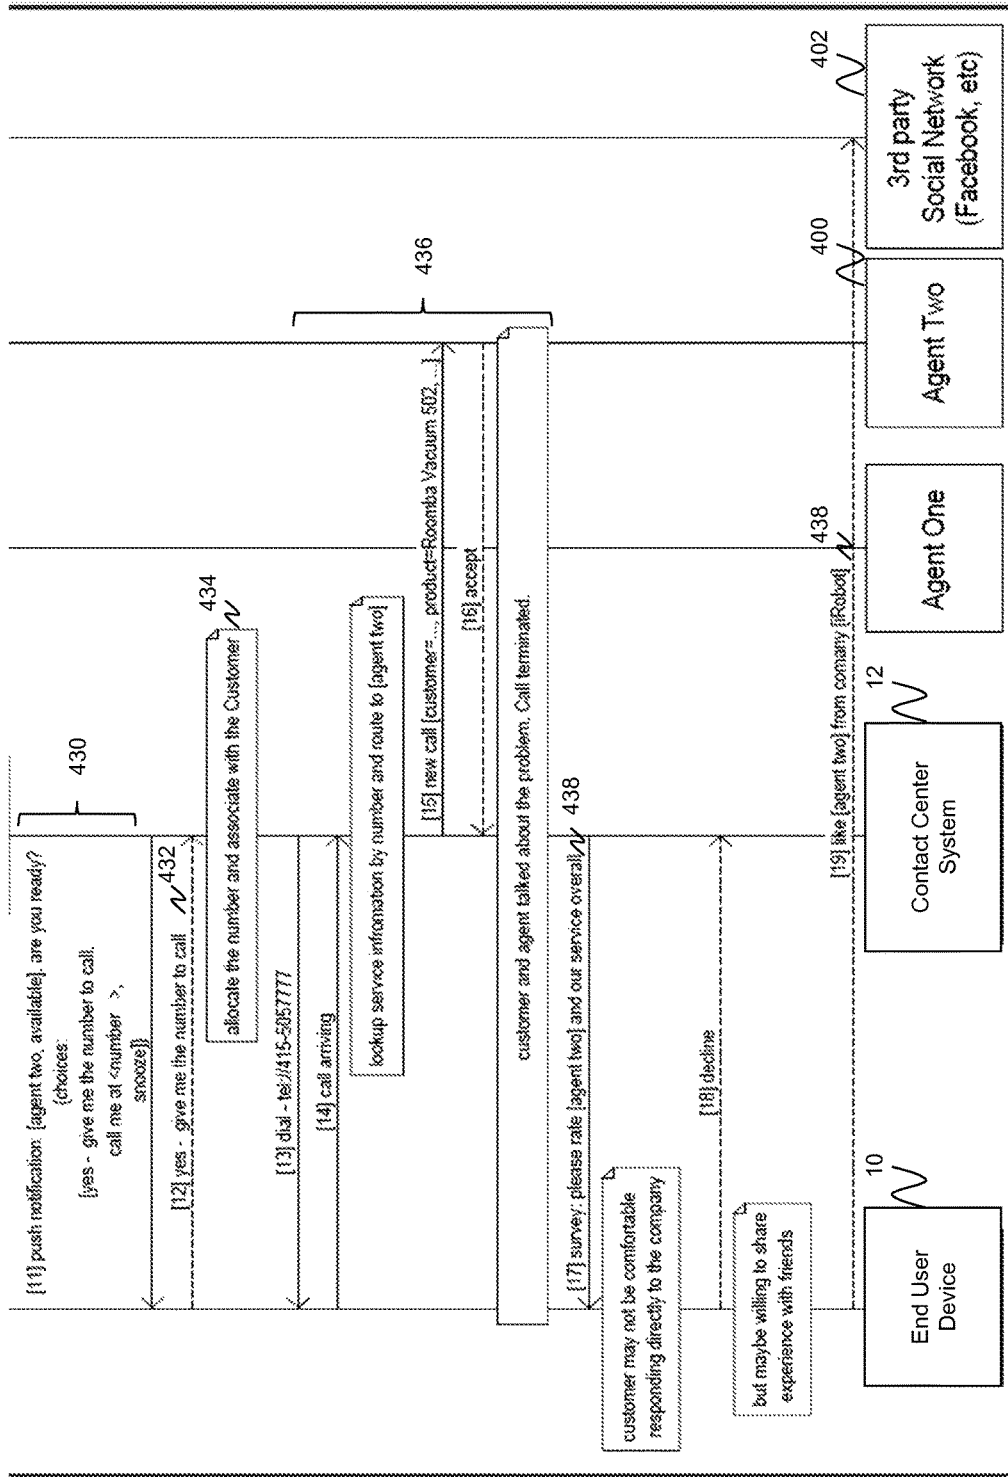 [11] push notification: [agent two, available], are you ready?
{choices:
[yes - give me the number to call,
call me at <number >,
snooze]}
430
[12] yes - give me the number to call
432
allocate the number and associate with the Customer
434
[13] dial - tel://415-5057777
[14] call arriving
lookup service infromation by number and route to [agent two]
436
[15] new call [customer= ..., product=Roomba Vacuum 502, ...]
[16] accept
customer and agent talked about the problem. Call terminated.
[17] survey: please rate [agent two] and our service overall
438
customer may not be comfortable
responding directly to the company
[18] decline
but maybe willing to share
experience with friends
[19] like [agent two] from comany [iRobot]
438
End User
Device
10
Contact Center
System
12
Agent One
Agent Two
400
3rd party
Social Network
(Facebook, etc)
402